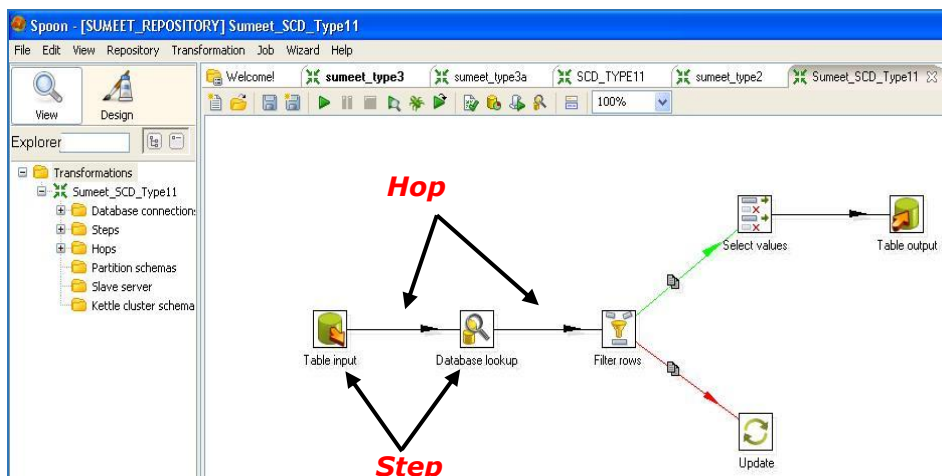 Spoon - [SUMEET_REPOSITORY] Sumeet_SCD_Type11
File Edit View Repository Transformation Job Wizard Help
View Design
Explorer
Transformations
Sumeet_SCD_Type11
Database connection
Steps
Hops
Partition schemas
Slave server
Kettle cluster schema
Welcome! sumeet_type3 sumeet_type3a SCD_TYPE11 sumeet_type2 Sumeet_SCD_Type11
100%
Hop
Select values Table output
Table input Database lookup Filter rows
Update
Step